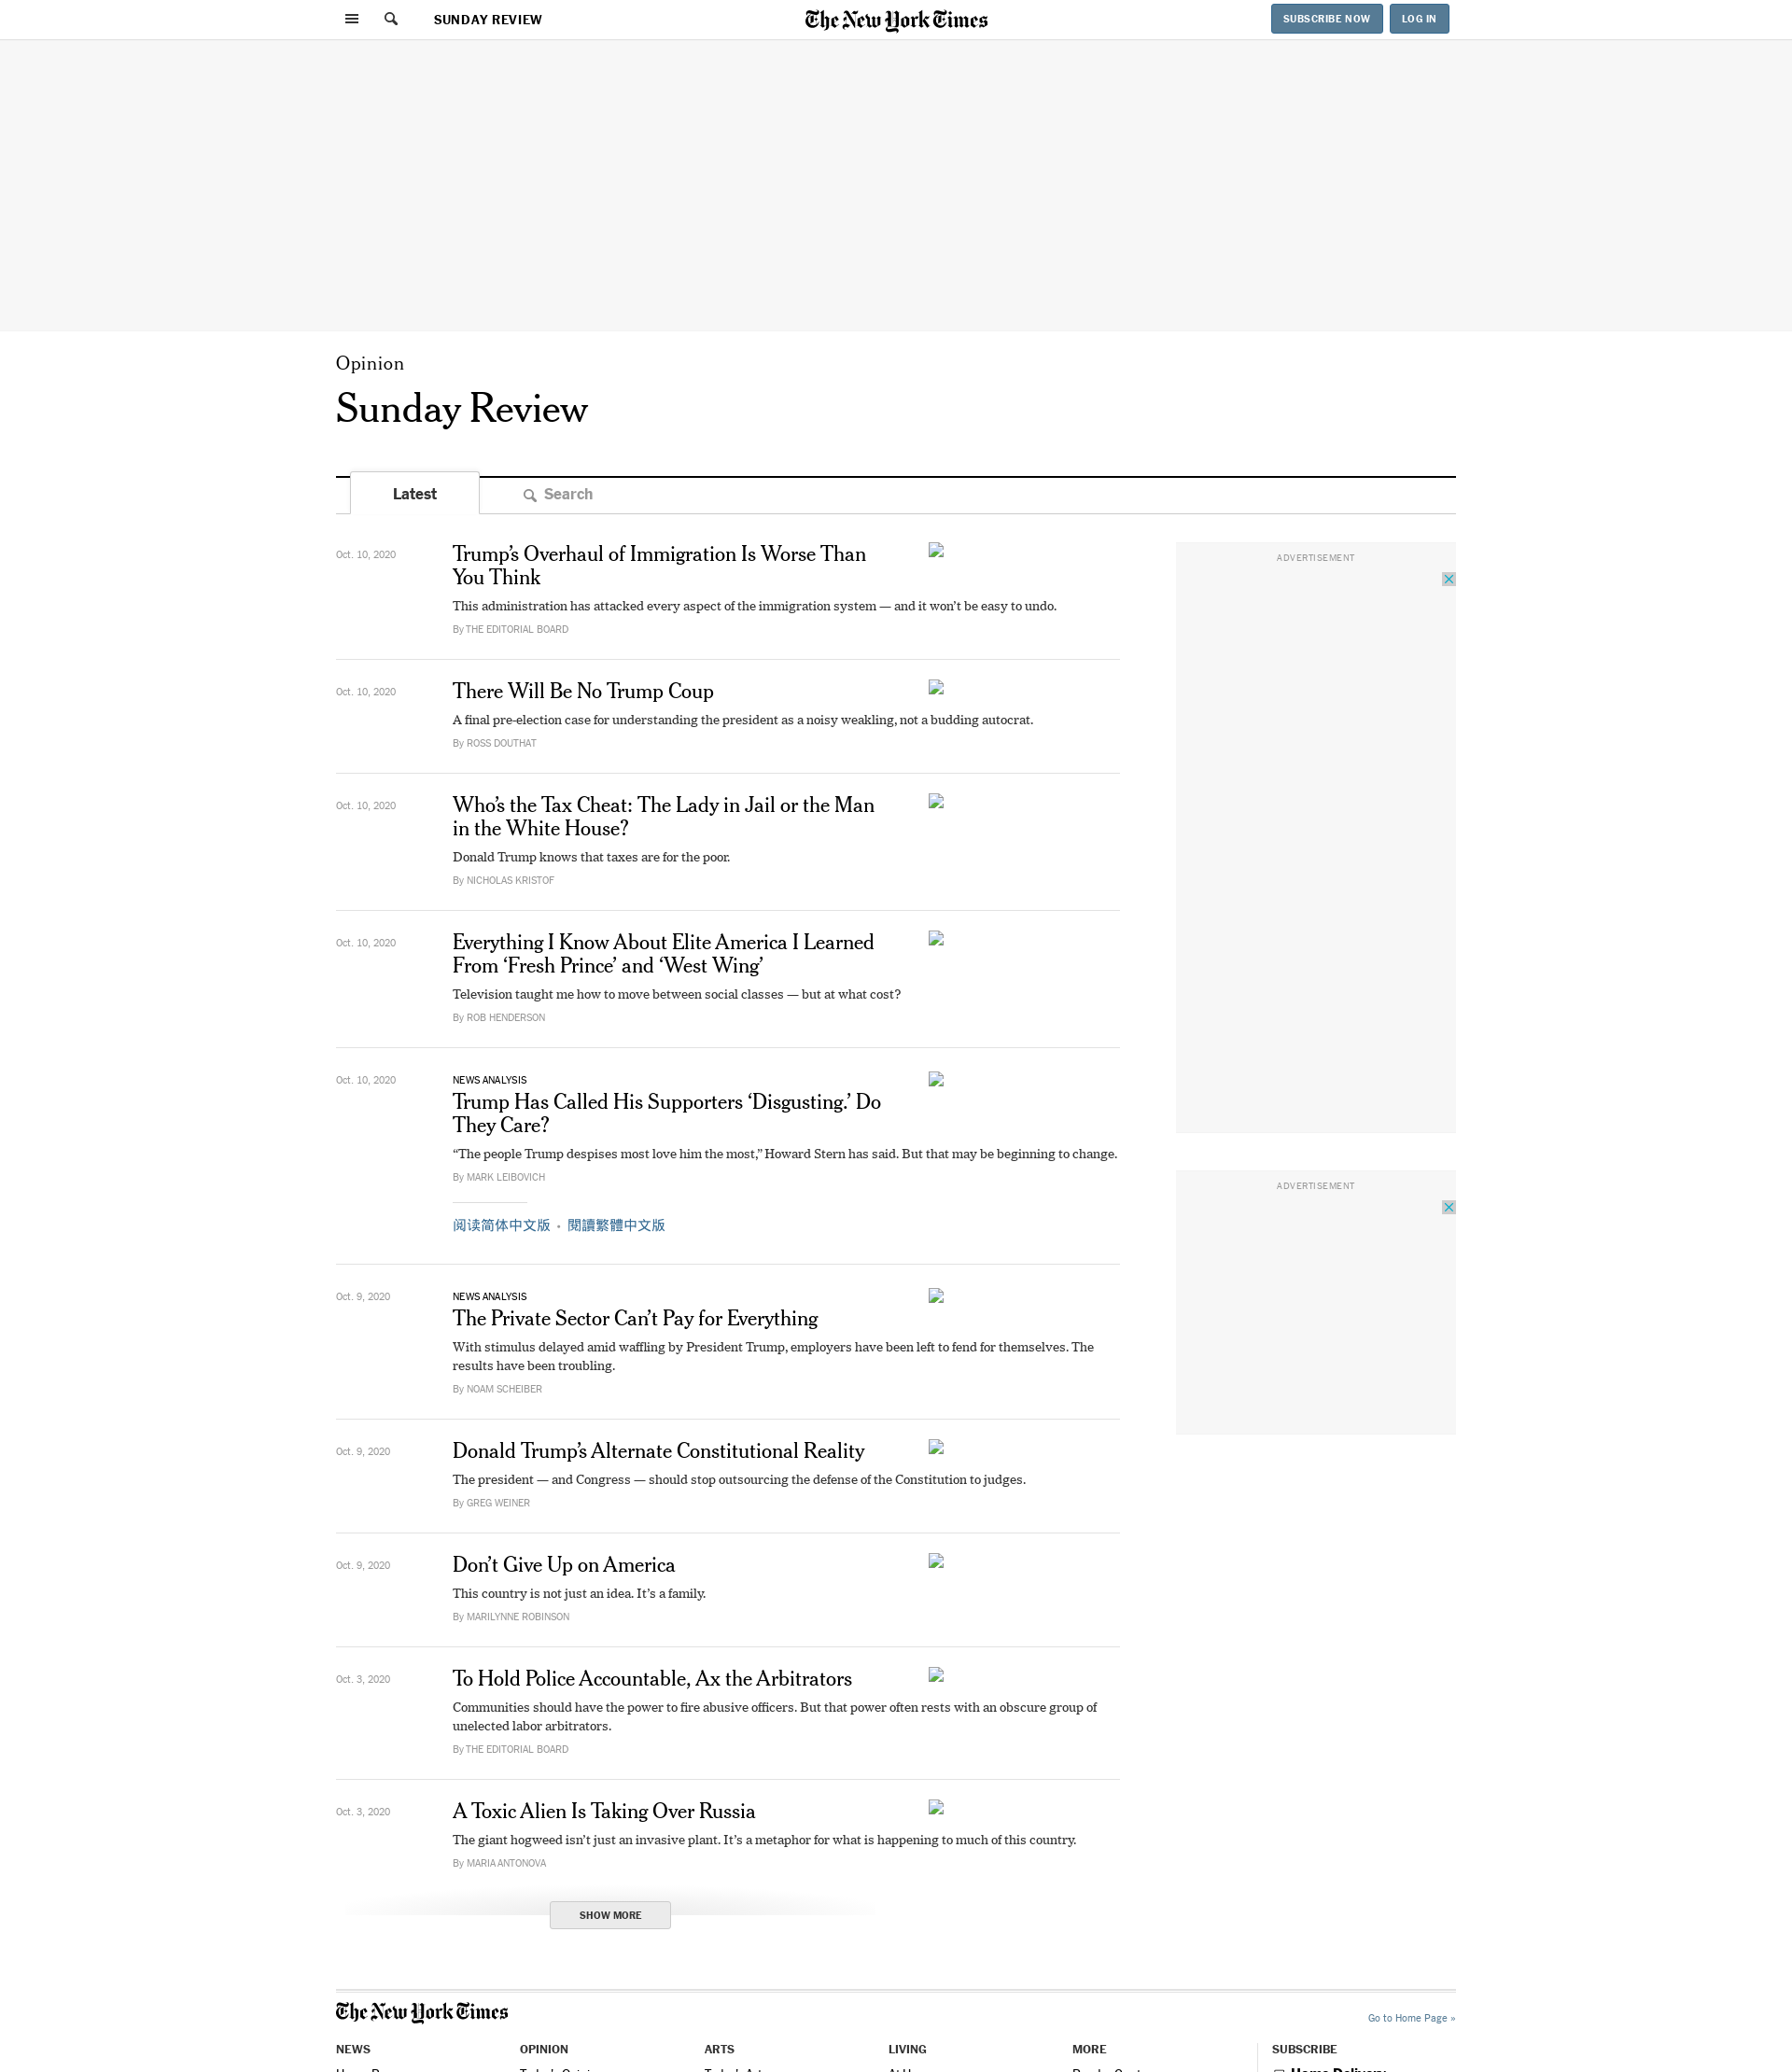 SUNDAY REVIEW
The New York Times
SUBSCRIBE NOW
LOG IN
Opinion
Sunday Review
Latest
Search
Oct. 10, 2020
Trump’s Overhaul of Immigration Is Worse Than
You Think
This administration has attacked every aspect of the immigration system — and it won’t be easy to undo.
By THE EDITORIAL BOARD
ADVERTISEMENT
Oct. 10, 2020
There Will Be No Trump Coup
A final pre-election case for understanding the president as a noisy weakling, not a budding autocrat.
By ROSS DOUTHAT
Oct. 10, 2020
Who’s the Tax Cheat: The Lady in Jail or the Man
in the White House?
Donald Trump knows that taxes are for the poor.
By NICHOLAS KRISTOF
Oct. 10, 2020
Everything I Know About Elite America I Learned
From ‘Fresh Prince’ and ‘West Wing’
Television taught me how to move between social classes — but at what cost?
By ROB HENDERSON
Oct. 10, 2020
NEWS ANALYSIS
Trump Has Called His Supporters ‘Disgusting.’ Do
They Care?
“The people Trump despises most love him the most,” Howard Stern has said. But that may be beginning to change.
By MARK LEIBOVICH
阅读简体中文版 • 閱讀繁體中文版
ADVERTISEMENT
Oct. 9, 2020
NEWS ANALYSIS
The Private Sector Can’t Pay for Everything
With stimulus delayed amid waffling by President Trump, employers have been left to fend for themselves. The
results have been troubling.
By NOAM SCHEIBER
Oct. 9, 2020
Donald Trump’s Alternate Constitutional Reality
The president — and Congress — should stop outsourcing the defense of the Constitution to judges.
By GREG WEINER
Oct. 9, 2020
Don’t Give Up on America
This country is not just an idea. It’s a family.
By MARILYNNE ROBINSON
Oct. 3, 2020
To Hold Police Accountable, Ax the Arbitrators
Communities should have the power to fire abusive officers. But that power often rests with an obscure group of
unelected labor arbitrators.
By THE EDITORIAL BOARD
Oct. 3, 2020
A Toxic Alien Is Taking Over Russia
The giant hogweed isn’t just an invasive plant. It’s a metaphor for what is happening to much of this country.
By MARIA ANTONOVA
SHOW MORE
The New York Times
Go to Home Page »
NEWS
OPINION
ARTS
LIVING
MORE
SUBSCRIBE